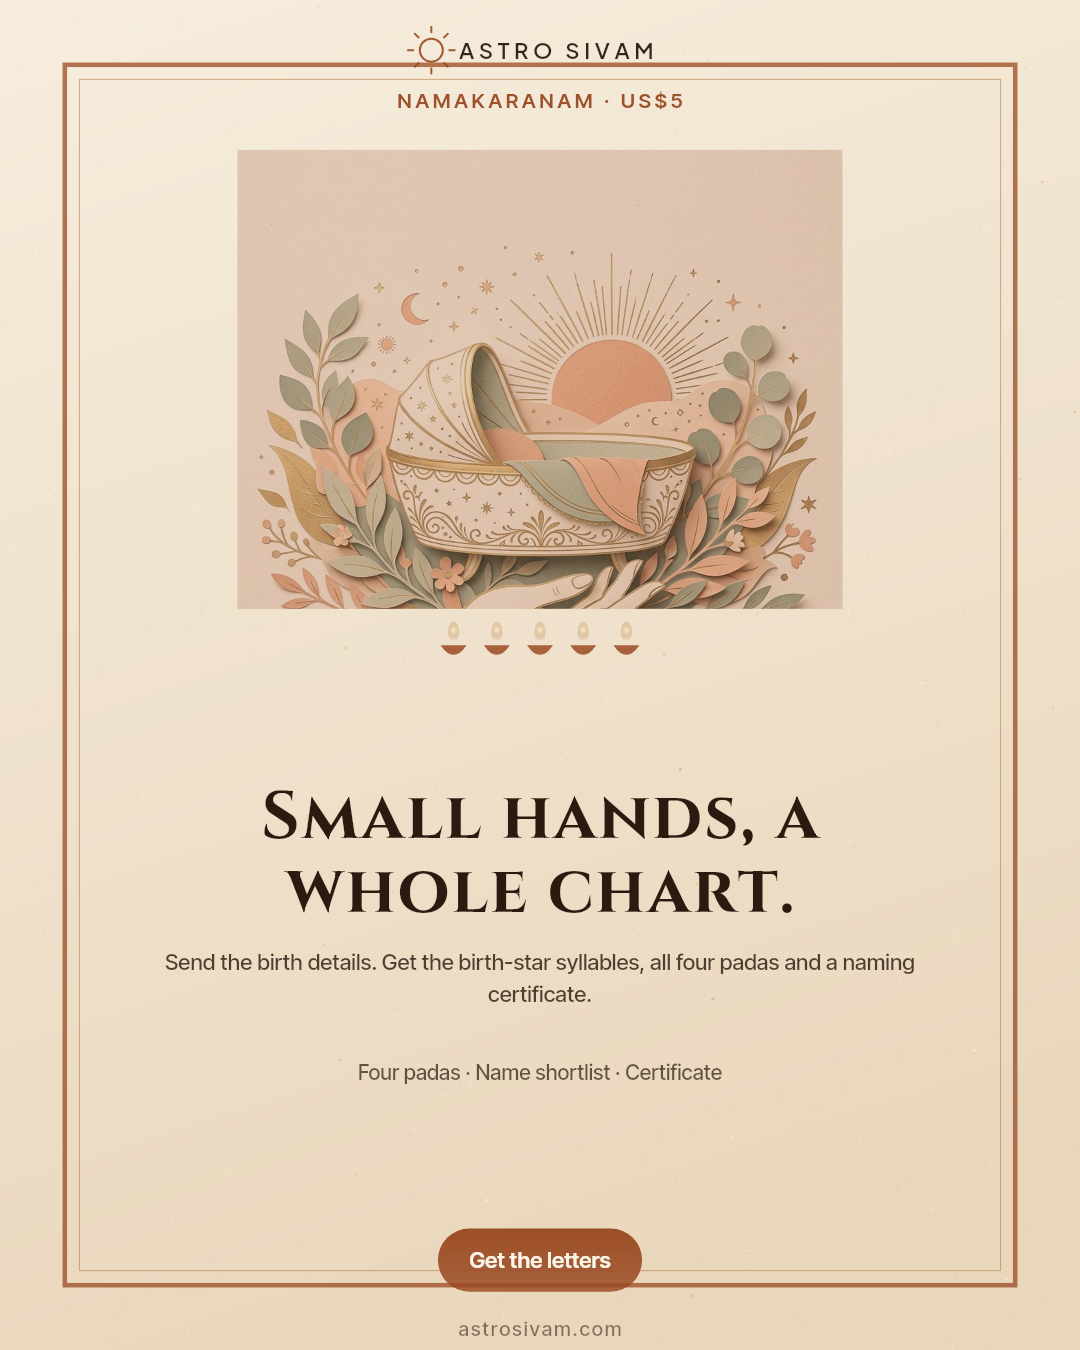 ASTRO SIVAM
NAMAKARANAM · US$5
Small hands, a
whole chart.
Send the birth details. Get the birth-star syllables, all four padas and a naming
certificate.
Four padas · Name shortlist · Certificate
Get the letters
astrosivam.com